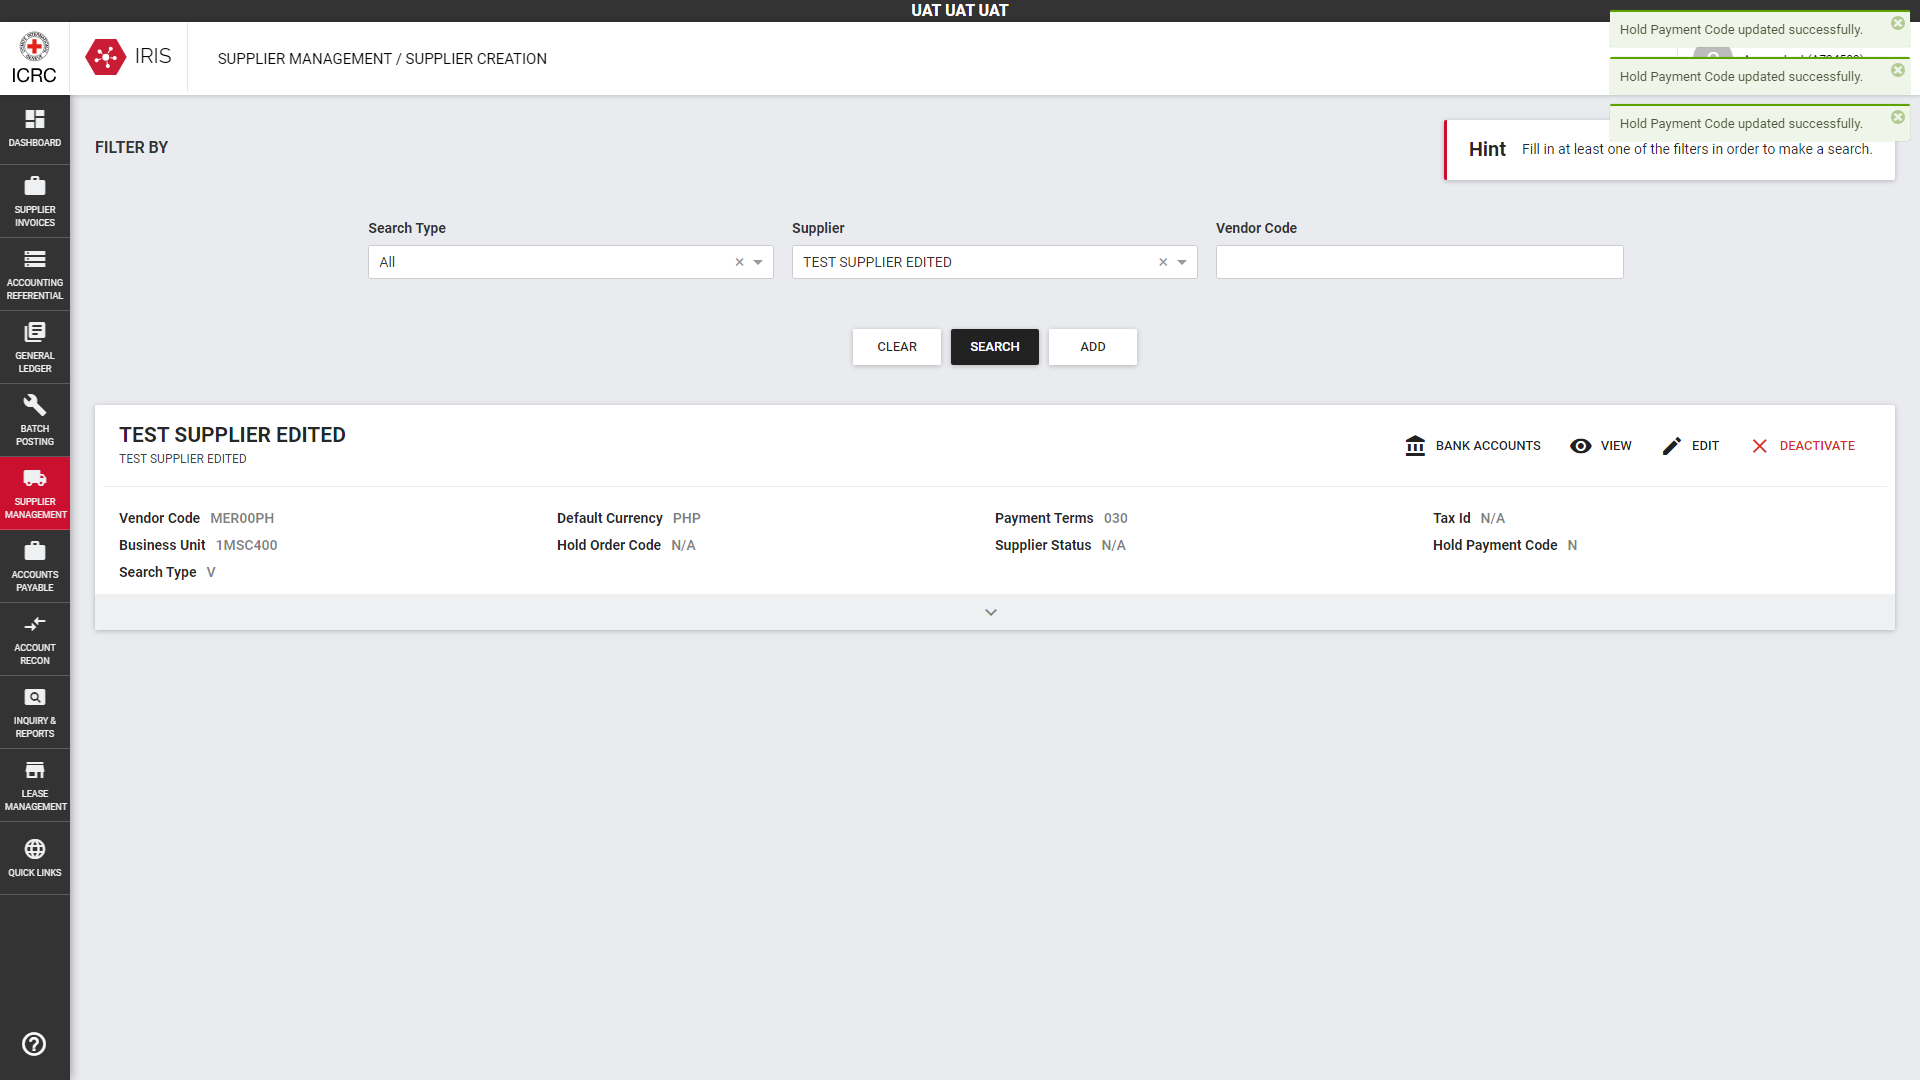 UAT UAT UAT
ICRC
IRIS
SUPPLIER MANAGEMENT / SUPPLIER CREATION
Hold Payment Code updated successfully.
Hold Payment Code updated successfully.
Hold Payment Code updated successfully.
DASHBOARD
SUPPLIER
INVOICES
ACCOUNTING
REFERENTIAL
GENERAL
LEDGER
BATCH
POSTING
SUPPLIER
MANAGEMENT
ACCOUNTS
PAYABLE
ACCOUNT
RECON
INQUIRY &
REPORTS
LEASE
MANAGEMENT
QUICK LINKS
FILTER BY
Hint Fill in at least one of the filters in order to make a search.
Search Type
All
Supplier
TEST SUPPLIER EDITED
Vendor Code
CLEAR
SEARCH
ADD
TEST SUPPLIER EDITED
TEST SUPPLIER EDITED
BANK ACCOUNTS
VIEW
EDIT
DEACTIVATE
Vendor Code MER00PH
Default Currency PHP
Payment Terms 030
Tax Id N/A
Business Unit 1MSC400
Hold Order Code N/A
Supplier Status N/A
Hold Payment Code N
Search Type V